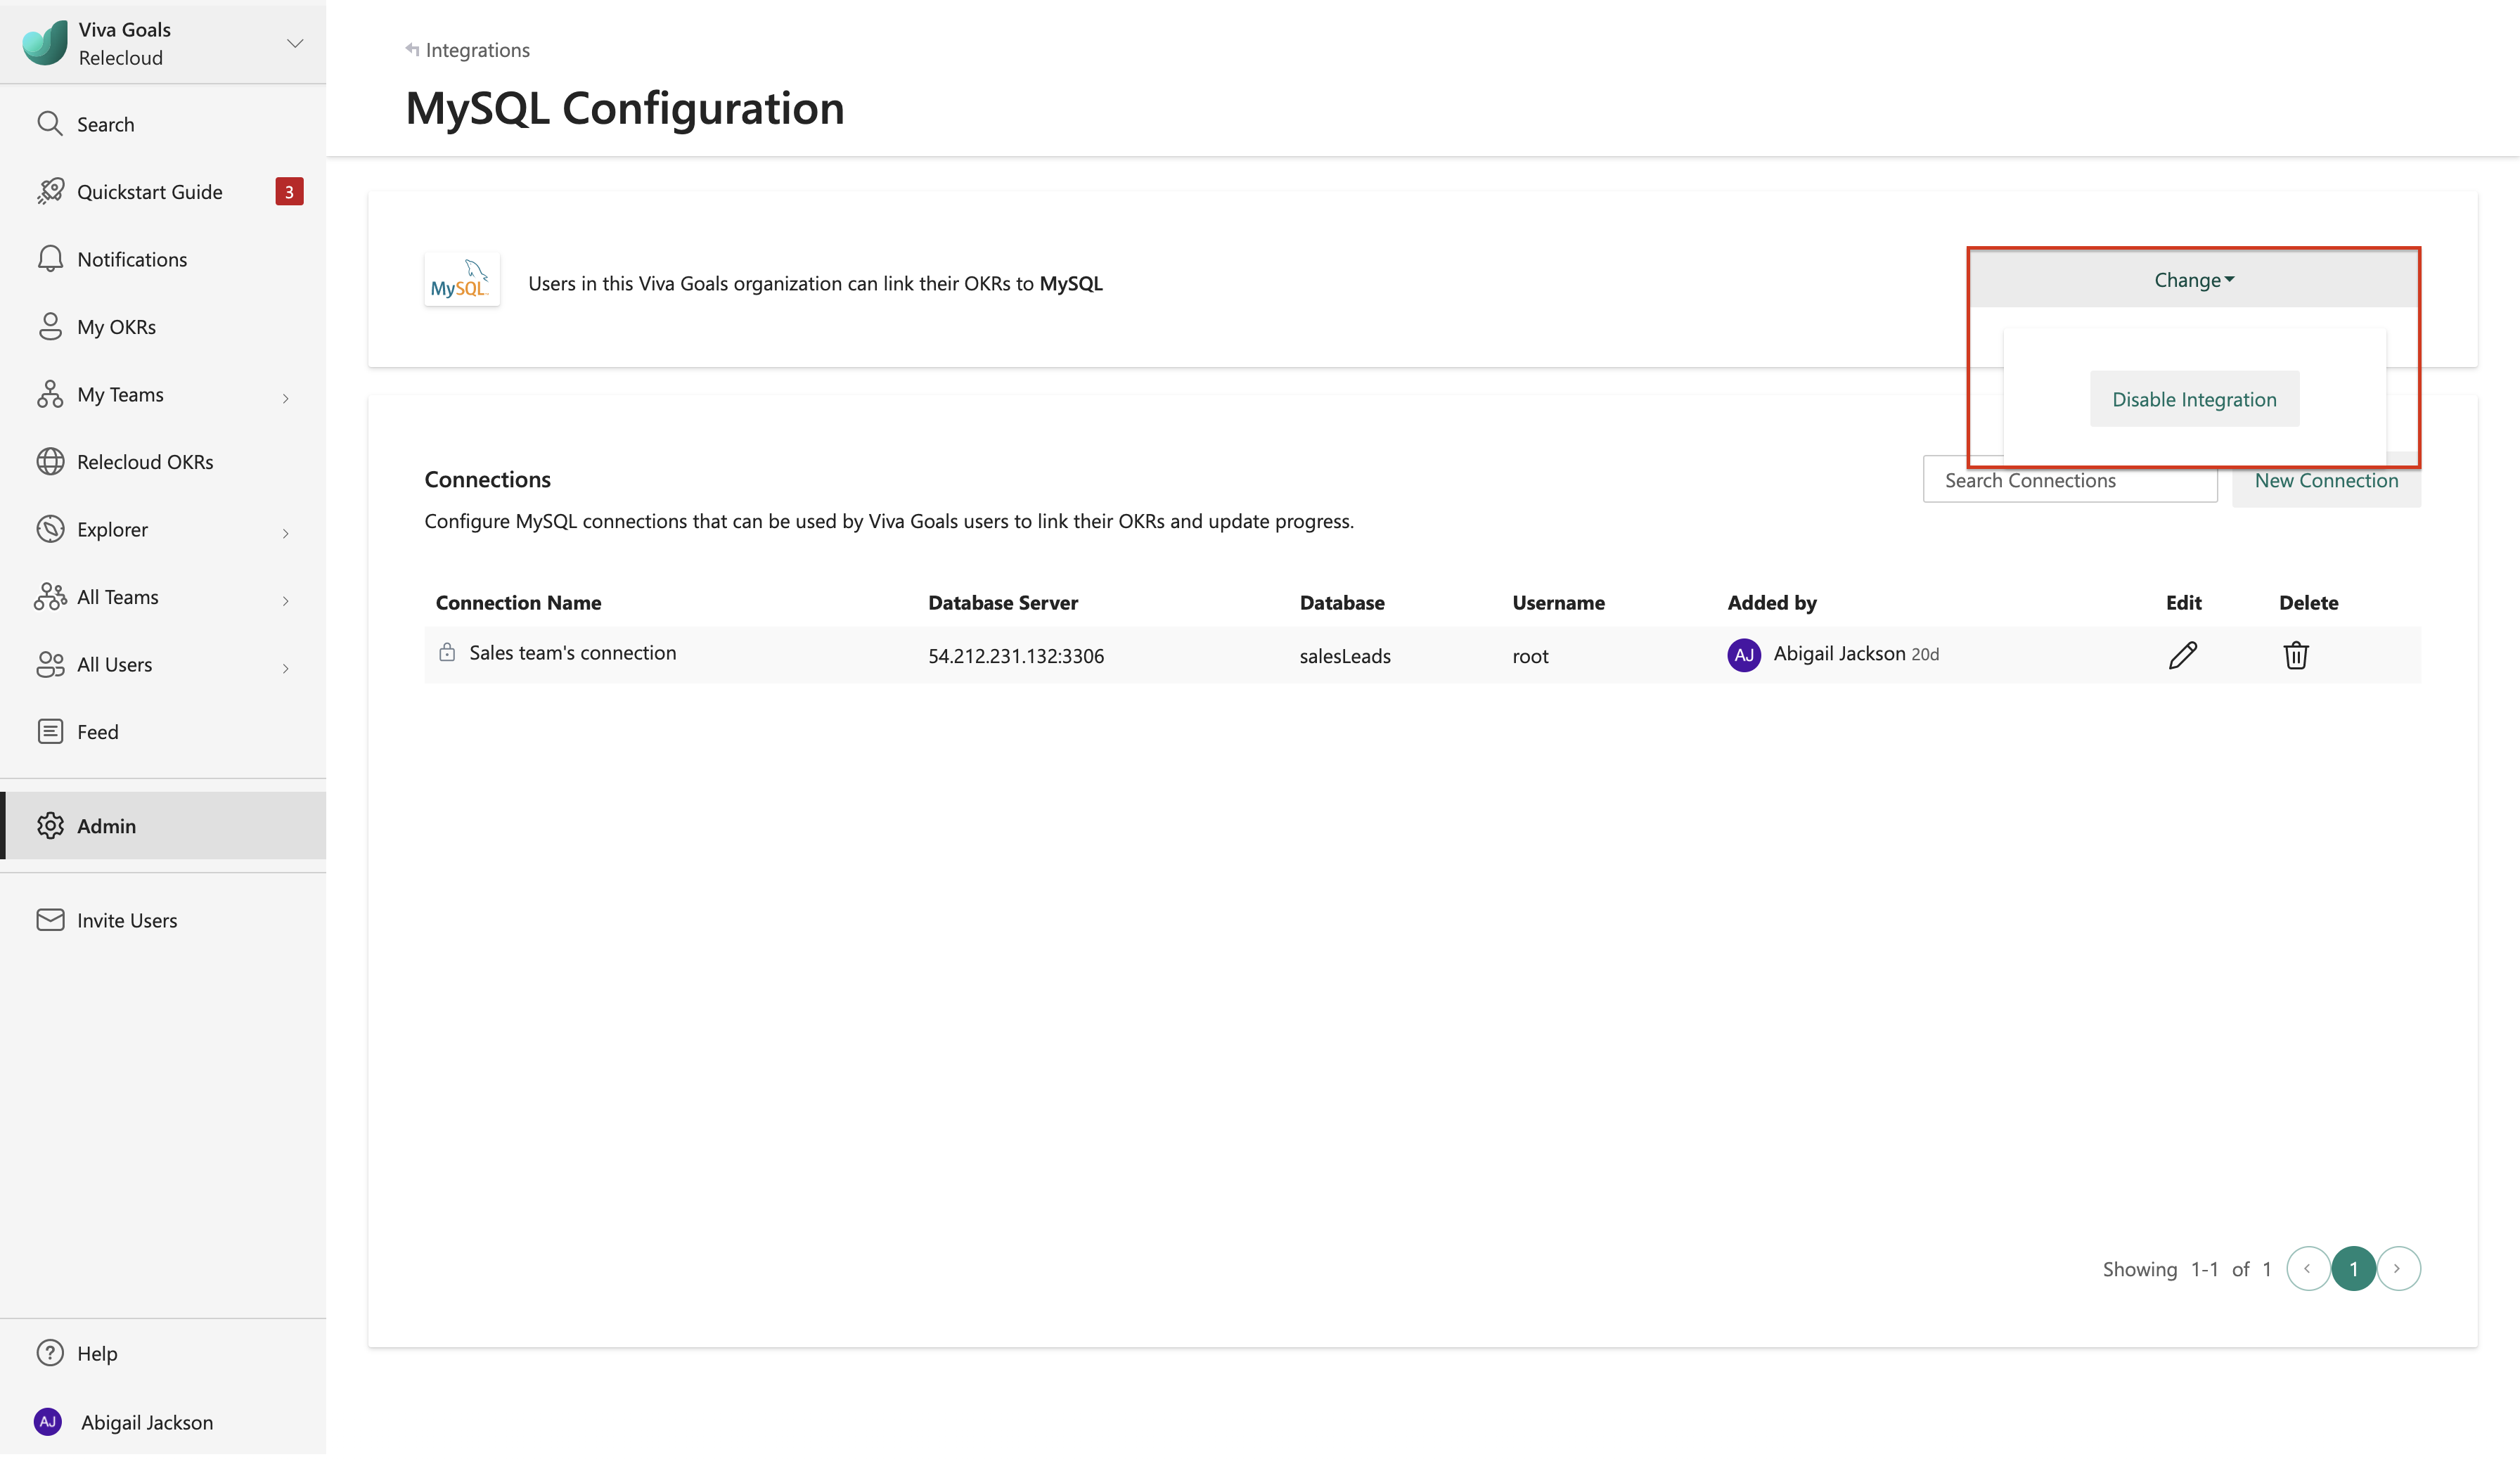 Viva Goals
Relecloud
Search
Quickstart Guide 3
Notifications
My OKRs
My Teams
Relecloud OKRs
Explorer
All Teams
All Users
Feed
Admin
Invite Users
Help
AJ Abigail Jackson
Integrations
MySQL Configuration
MySQL Users in this Viva Goals organization can link their OKRs to MySQL
Change
Disable Integration
Connections
Search Connections
New Connection
Configure MySQL connections that can be used by Viva Goals users to link their OKRs and update progress.
Connection Name Database Server Database Username Added by Edit Delete
Sales team's connection 54.212.231.132:3306 salesLeads root AJ Abigail Jackson 20d
Showing 1-1 of 1 1